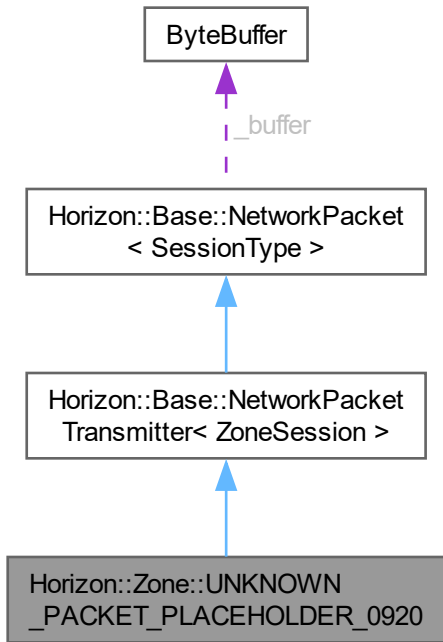 ByteBuffer
_buffer
Horizon::Base::NetworkPacket
< SessionType >
Horizon::Base::NetworkPacket
Transmitter< ZoneSession >
Horizon::Zone::UNKNOWN
_PACKET_PLACEHOLDER_0920